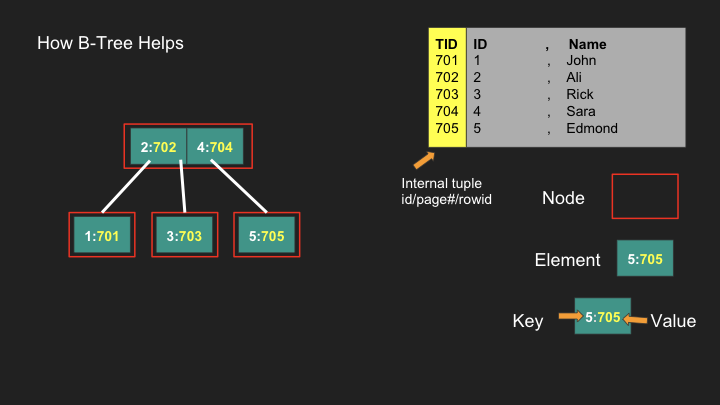 How B-Tree Helps
TID ID , Name
701 1 , John
702 2 , Ali
703 3 , Rick
704 4 , Sara
705 5 , Edmond
Internal tuple
id/page#/rowid
2:702 4:704
1:701 3:703 5:705
Node
Element 5:705
Key 5:705 Value